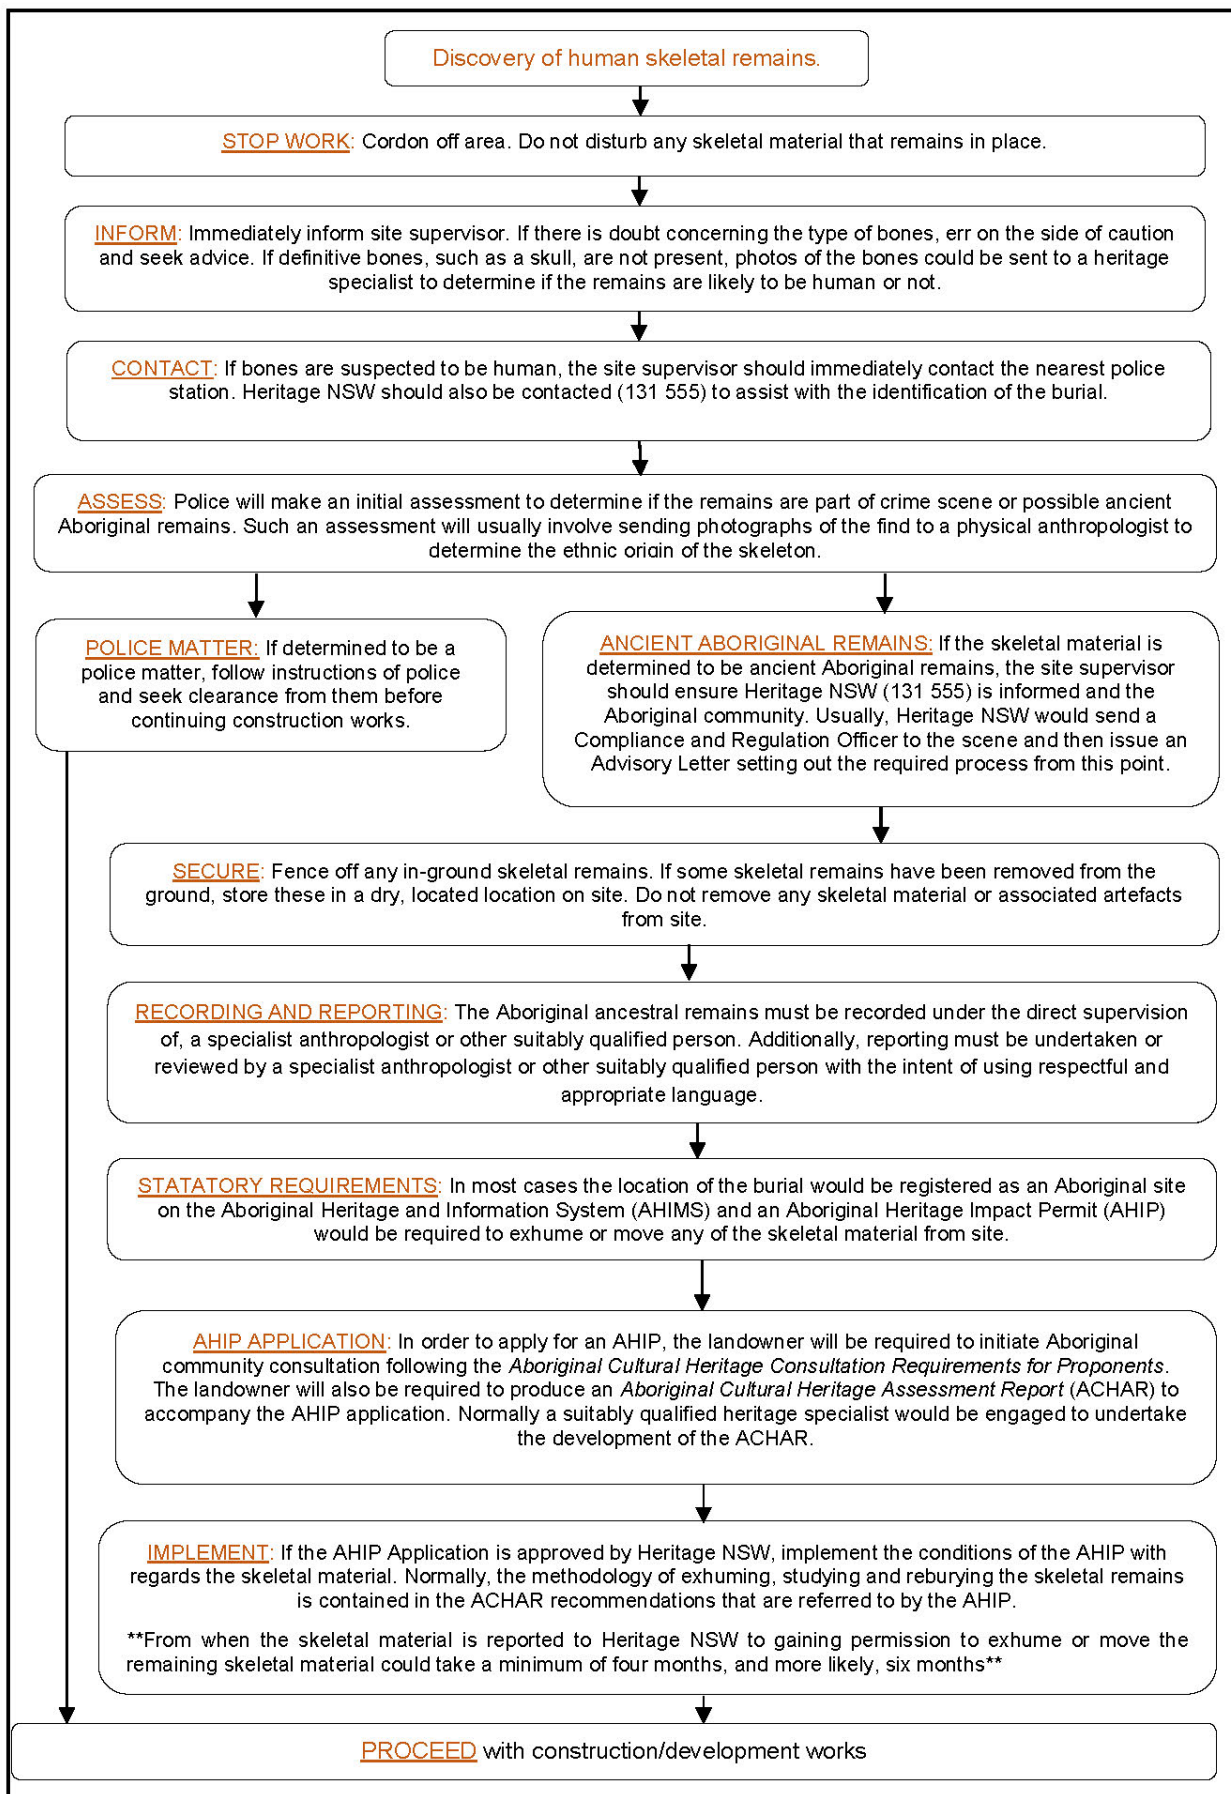 Discovery of human skeletal remains.
STOP WORK: Cordon off area. Do not disturb any skeletal material that remains in place.
INFORM: Immediately inform site supervisor. If there is doubt concerning the type of bones, err on the side of caution
and seek advice. If definitive bones, such as a skull, are not present, photos of the bones could be sent to a heritage
specialist to determine if the remains are likely to be human or not.
CONTACT: If bones are suspected to be human, the site supervisor should immediately contact the nearest police
station. Heritage NSW should also be contacted (131 555) to assist with the identification of the burial.
ASSESS: Police will make an initial assessment to determine if the remains are part of crime scene or possible ancient
Aboriginal remains. Such an assessment will usually involve sending photographs of the find to a physical anthropologist to
determine the ethnic origin of the skeleton.
POLICE MATTER: If determined to be a
police matter, follow instructions of police
and seek clearance from them before
continuing construction works.
ANCIENT ABORIGINAL REMAINS: If the skeletal material is
determined to be ancient Aboriginal remains, the site supervisor
should ensure Heritage NSW (131 555) is informed and the
Aboriginal community. Usually, Heritage NSW would send a
Compliance and Regulation Officer to the scene and then issue an
Advisory Letter setting out the required process from this point.
SECURE: Fence off any in-ground skeletal remains. If some skeletal remains have been removed from the
ground, store these in a dry, located location on site. Do not remove any skeletal material or associated artefacts
from site.
RECORDING AND REPORTING: The Aboriginal ancestral remains must be recorded under the direct supervision
of, a specialist anthropologist or other suitably qualified person. Additionally, reporting must be undertaken or
reviewed by a specialist anthropologist or other suitably qualified person with the intent of using respectful and
appropriate language.
STATATORY REQUIREMENTS: In most cases the location of the burial would be registered as an Aboriginal site
on the Aboriginal Heritage and Information System (AHIMS) and an Aboriginal Heritage Impact Permit (AHIP)
would be required to exhume or move any of the skeletal material from site.
AHIP APPLICATION: In order to apply for an AHIP, the landowner will be required to initiate Aboriginal
community consultation following the Aboriginal Cultural Heritage Consultation Requirements for Proponents.
The landowner will also be required to produce an Aboriginal Cultural Heritage Assessment Report (ACHAR) to
accompany the AHIP application. Normally a suitably qualified heritage specialist would be engaged to undertake
the development of the ACHAR.
IMPLEMENT: If the AHIP Application is approved by Heritage NSW, implement the conditions of the AHIP with
regards the skeletal material. Normally, the methodology of exhuming, studying and reburying the skeletal remains
is contained in the ACHAR recommendations that are referred to by the AHIP.
**From when the skeletal material is reported to Heritage NSW to gaining permission to exhume or move the
remaining skeletal material could take a minimum of four months, and more likely, six months**
PROCEED with construction/development works